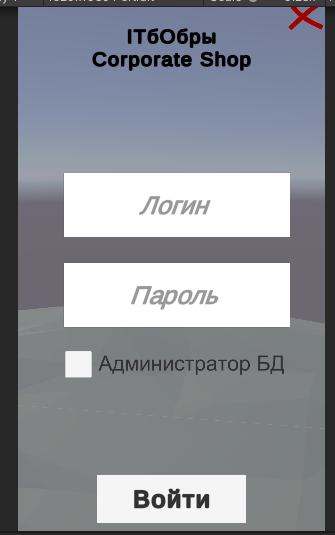 ITбОбры
Corporate Shop
Логин
Пароль
Администратор БД
Войти